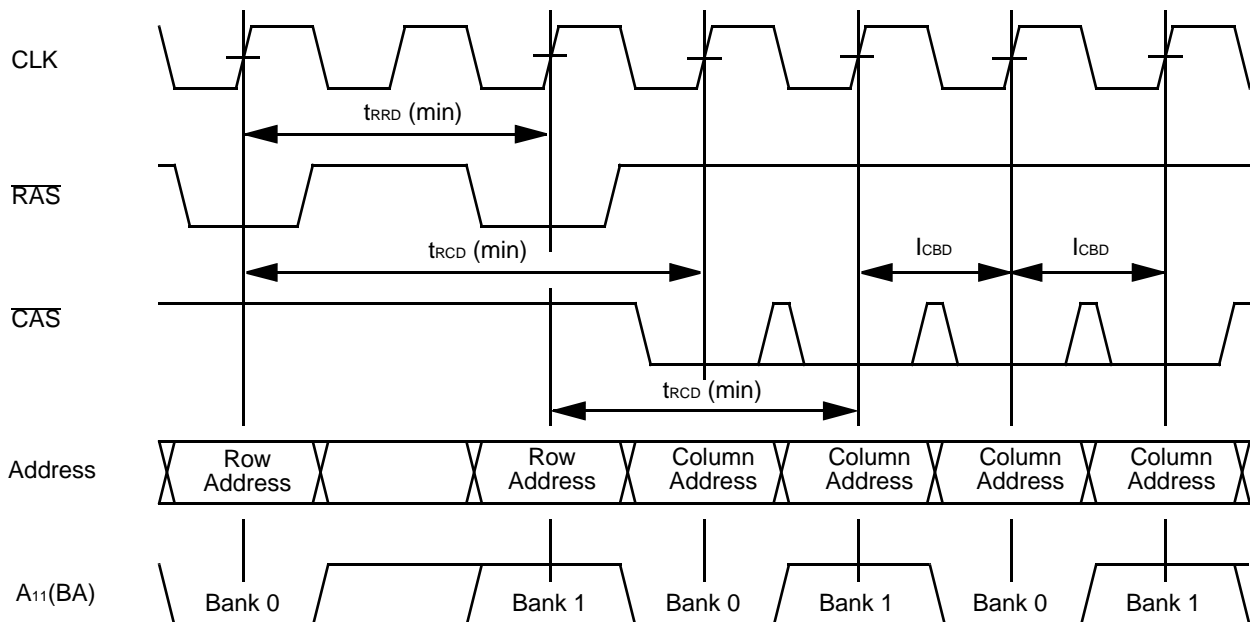 CLK
tRRD (min)
RAS
tRCD (min)
ICBD
ICBD
CAS
tRCD (min)
Address
Row Address
Row Address
Column Address
Column Address
Column Address
Column Address
A11(BA)
Bank 0
Bank 1
Bank 0
Bank 1
Bank 0
Bank 1